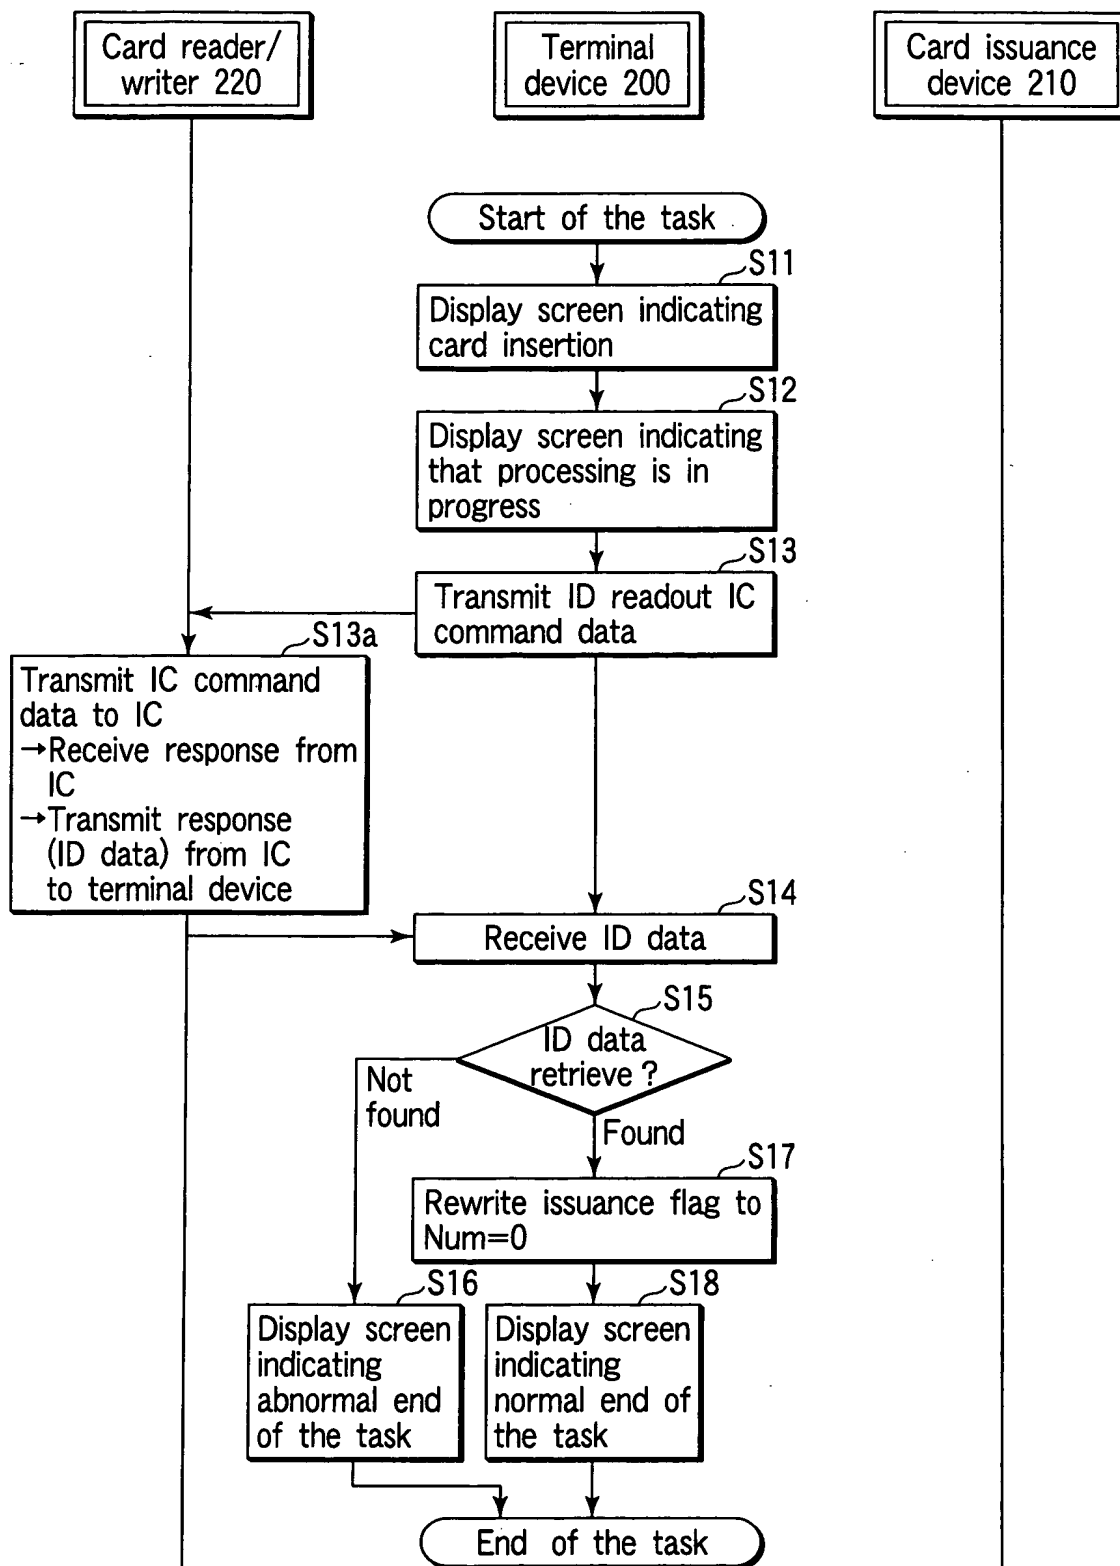 Card reader/
writer 220
Terminal
device 200
Card issuance
device 210
Start of the task
S11
Display screen indicating
card insertion
S12
Display screen indicating
that processing is in
progress
S13
Transmit ID readout IC
command data
S13a
Transmit IC command
data to IC
→Receive response from
IC
→Transmit response
(ID data) from IC
to terminal device
S14
Receive ID data
S15
ID data
retrieve ?
Not
found
Found
S17
Rewrite issuance flag to
Num=0
S16
Display screen
indicating
abnormal end
of the task
S18
Display screen
indicating
normal end of
the task
End of the task